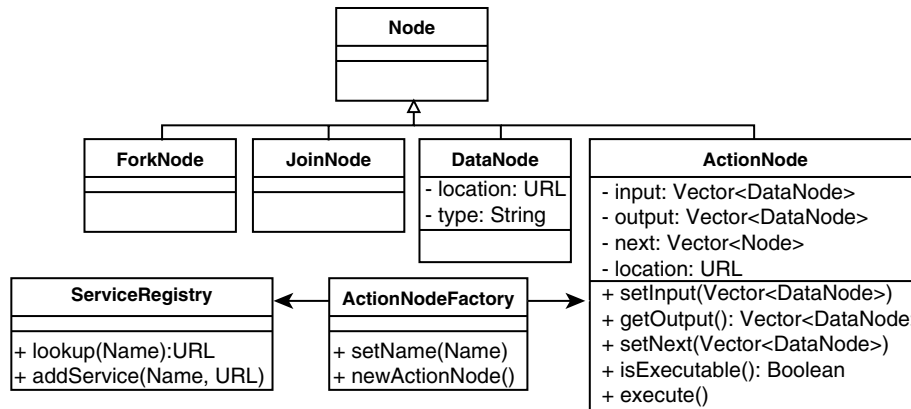 Node
ForkNode
JoinNode
DataNode
- location: URL
- type: String
ActionNode
- input: Vector<DataNode>
- output: Vector<DataNode>
- next: Vector<Node>
- location: URL
+ setInput(Vector<DataNode>)
+ getOutput(): Vector<DataNode
+ setNext(Vector<DataNode>)
+ isExecutable(): Boolean
+ execute()
ServiceRegistry
+ lookup(Name):URL
+ addService(Name, URL)
ActionNodeFactory
+ setName(Name)
+ newActionNode()